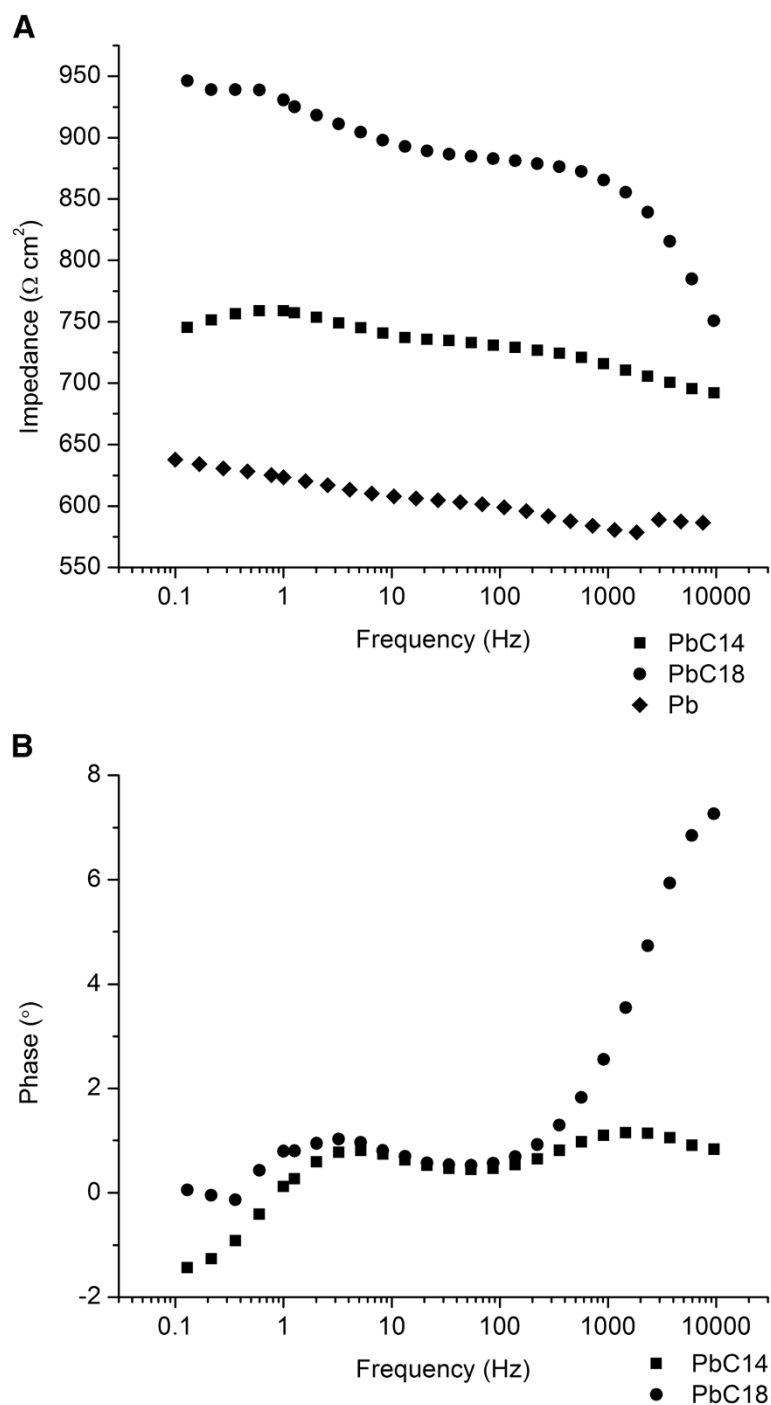 A
950
900
850
800
750
700
650
600
550
Impedance (Ω cm²)
0.1 1 10 100 1000 10000
Frequency (Hz)
PbC14
PbC18
Pb
B
8
6
4
2
0
-2
Phase (°)
0.1 1 10 100 1000 10000
Frequency (Hz)
PbC14
PbC18